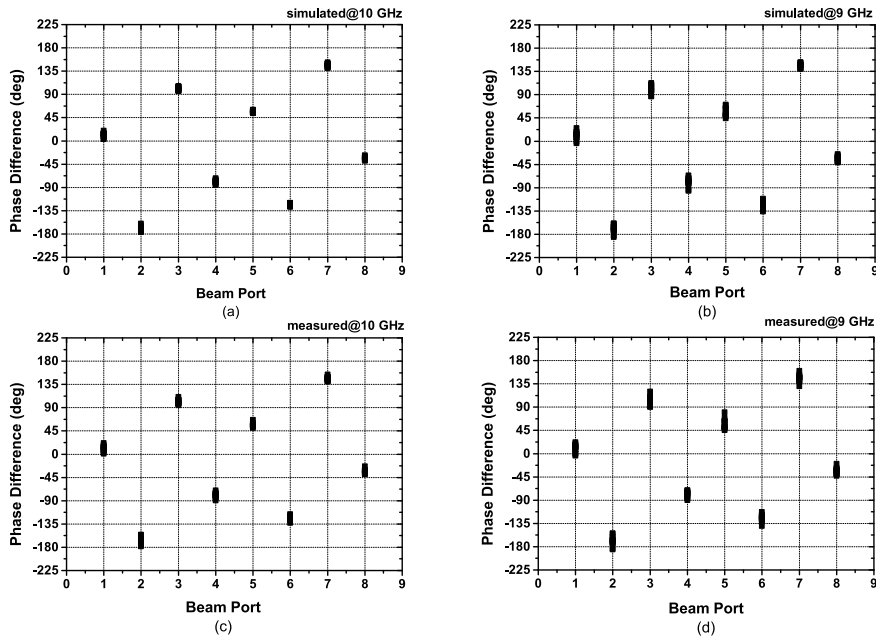 simulated@10 GHz
225
180
135
90
45
0
-45
-90
-135
-180
-225
Phase Difference (deg)
0 1 2 3 4 5 6 7 8 9
Beam Port
(a)
simulated@9 GHz
225
180
135
90
45
0
-45
-90
-135
-180
-225
Phase Difference (deg)
0 1 2 3 4 5 6 7 8 9
Beam Port
(b)
measured@10 GHz
225
180
135
90
45
0
-45
-90
-135
-180
-225
Phase Difference (deg)
0 1 2 3 4 5 6 7 8 9
Beam Port
(c)
measured@9 GHz
225
180
135
90
45
0
-45
-90
-135
-180
-225
Phase Difference (deg)
0 1 2 3 4 5 6 7 8 9
Beam Port
(d)